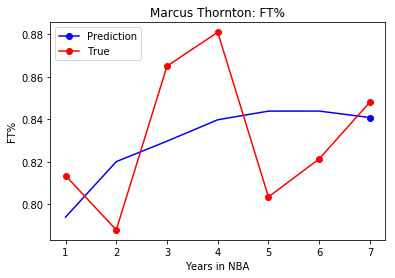 Marcus Thornton: FT%
Prediction
True
0.88
0.86
0.84
0.82
0.80
FT%
1 2 3 4 5 6 7
Years in NBA